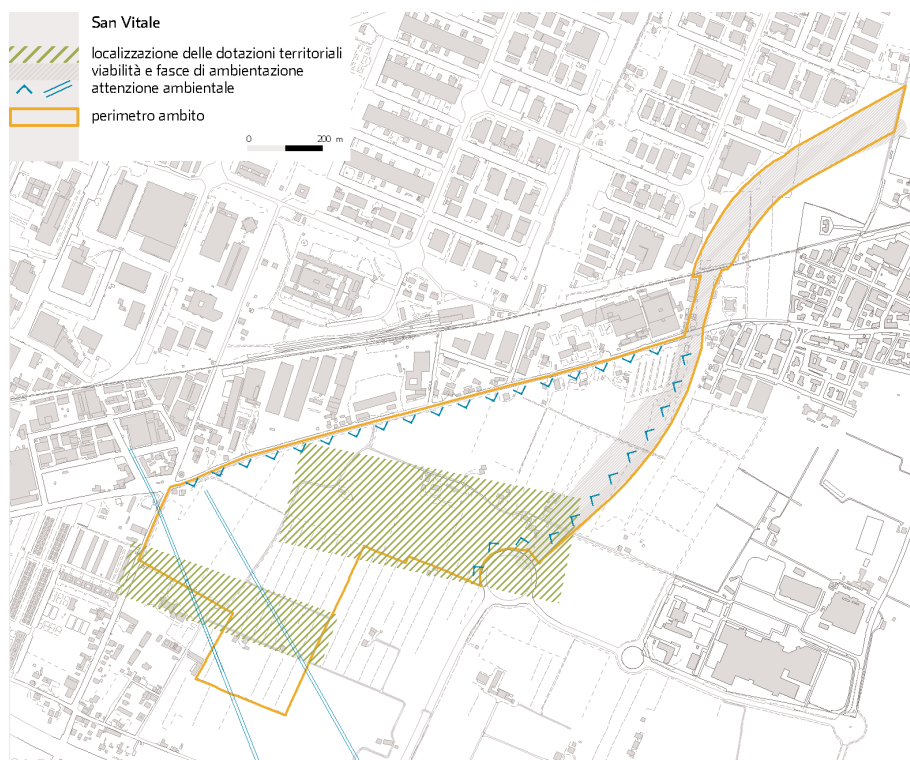 San Vitale
localizzazione delle dotazioni territoriali
viabilità e fasce di ambientazione
attenzione ambientale
perimetro ambito
0 200 m